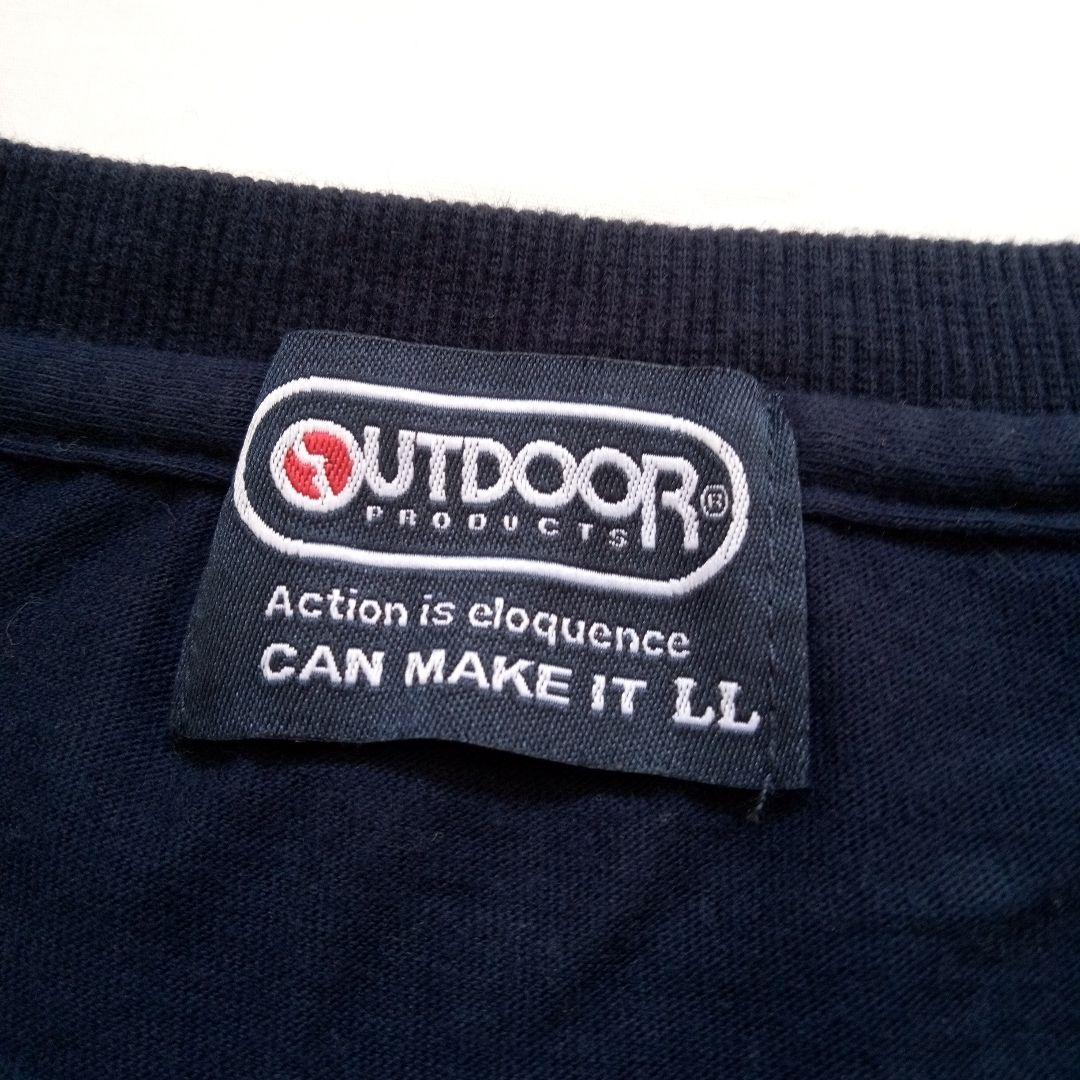 OUTDOOR®
PRODUCTS
Action is eloquence
CAN MAKE IT LL